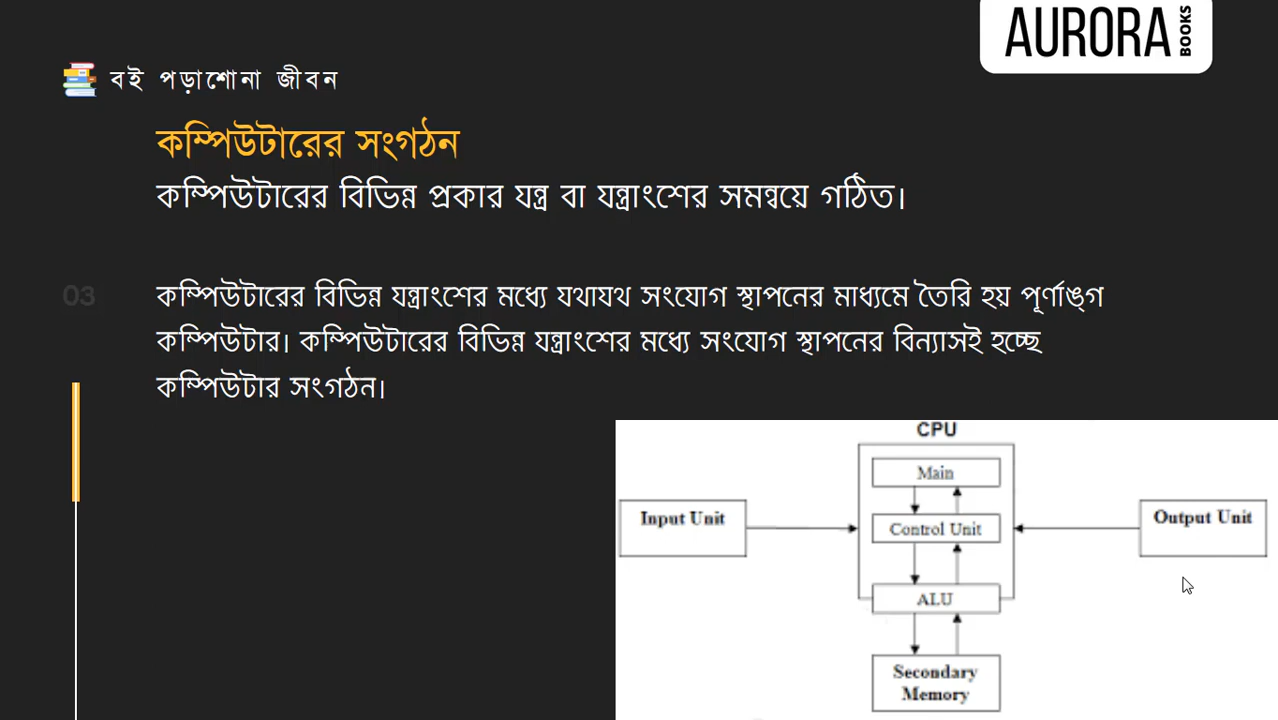 AURORA BOOKS
বই পড়াশোনা জীবন
কম্পিউটারের সংগঠন
কম্পিউটারের বিভিন্ন প্রকার যন্ত্র বা যন্ত্রাংশের সমন্বয়ে গঠিত।
03
কম্পিউটারের বিভিন্ন যন্ত্রাংশের মধ্যে যথাযথ সংযোগ স্থাপনের মাধ্যমে তৈরি হয় পূর্ণাঙ্গ
কম্পিউটার। কম্পিউটারের বিভিন্ন যন্ত্রাংশের মধ্যে সংযোগ স্থাপনের বিন্যাসই হচ্ছে
কম্পিউটার সংগঠন।
CPU
Main
Input Unit
Control Unit
Output Unit
ALU
Secondary
Memory